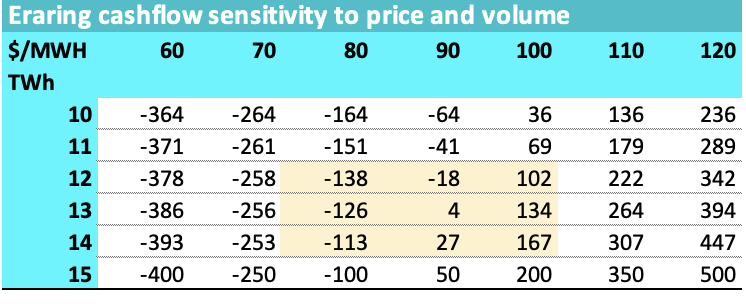 Eraring cashflow sensitivity to price and volume
$/MWH 60 70 80 90 100 110 120
TWh
10 -364 -264 -164 -64 36 136 236
11 -371 -261 -151 -41 69 179 289
12 -378 -258 -138 -18 102 222 342
13 -386 -256 -126 4 134 264 394
14 -393 -253 -113 27 167 307 447
15 -400 -250 -100 50 200 350 500